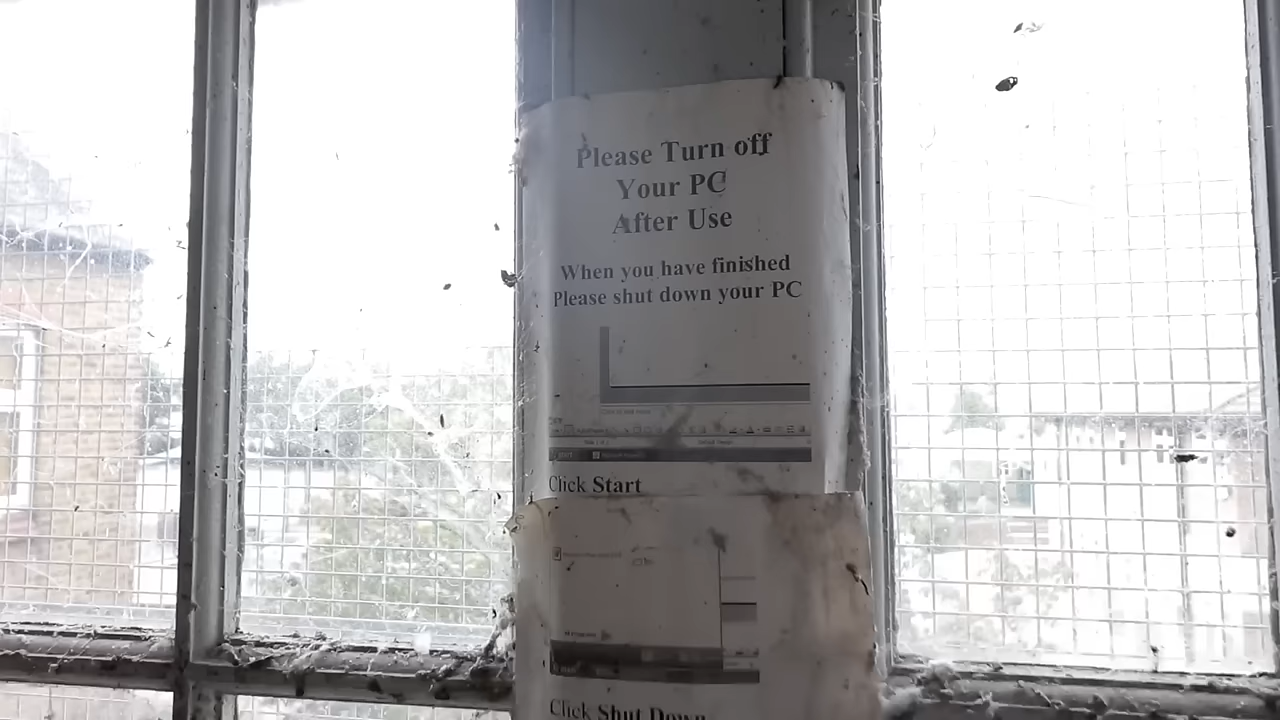 Please Turn off
Your PC
After Use
When you have finished
Please shut down your PC
Click Start
Click Shut Down